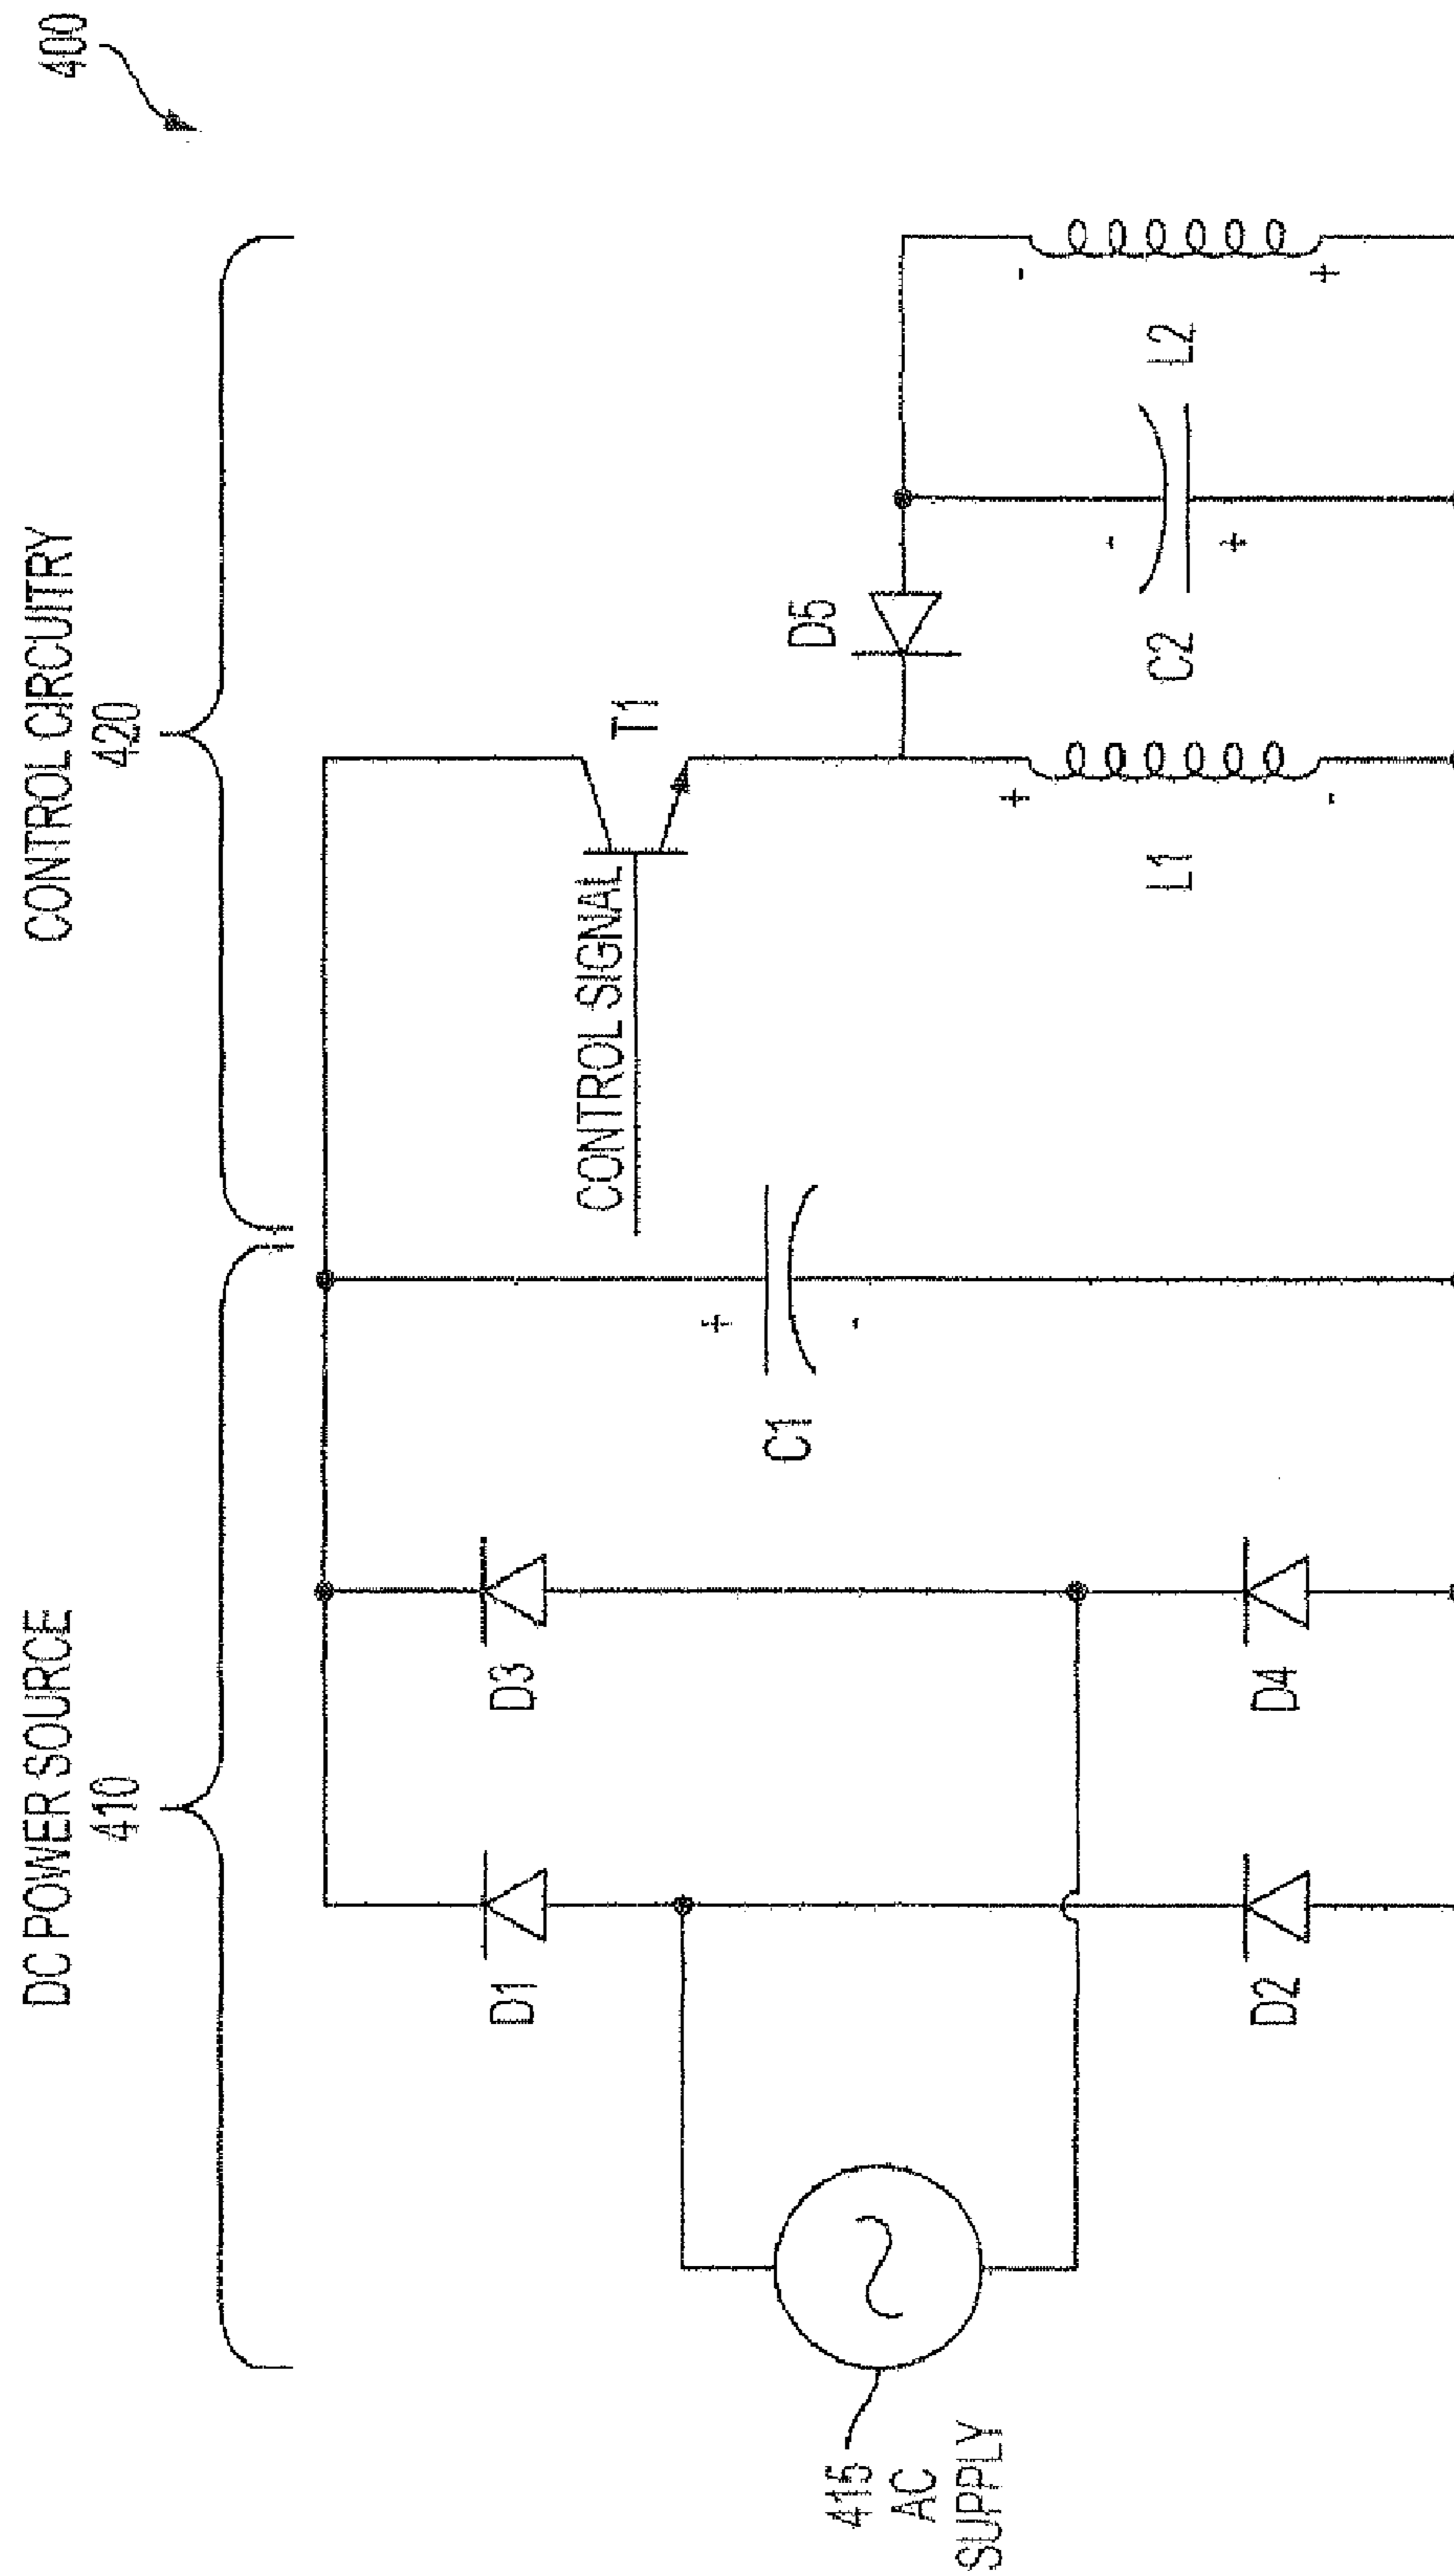 400
DC POWER SOURCE
410
CONTROL CIRCUITRY
420
415
AC
SUPPLY
D1
D2
D3
D4
C1
+
-
CONTROL SIGNAL
T1
D5
L1
+
-
C2
-
+
L2
-
+